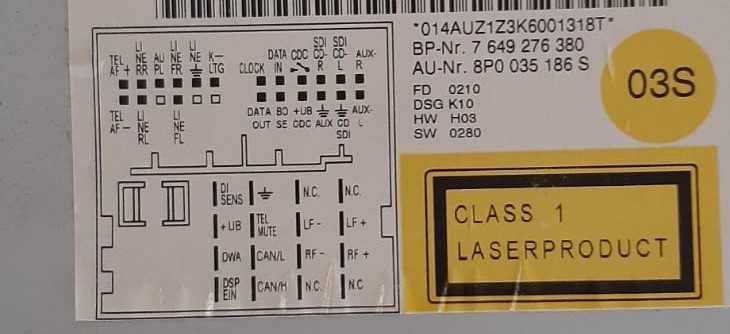 *014AUZ1Z3K6001318T*
BP-Nr. 7 649 276 380
AU-Nr. 8P0 035 186 S
FD 0210
DSG K10
HW H03
SW 0280
03S
CLASS 1
LASERPRODUCT
TEL AF + LI NE RR AU PL LI NE FR LI NE K– LTG
TEL AF – LI NE RL LI NE FL
CLOCK DATA IN CDC SDI CD- R SDI CD- L AUX- R
DATA OUT BO SE +UB CDC AUX CD SDI AUX- L
DI SENS N.C. N.C.
+UB TEL MUTE LF - LF +
DWA CAN/L RF - RF +
DSP EIN CAN/H N.C. N.C